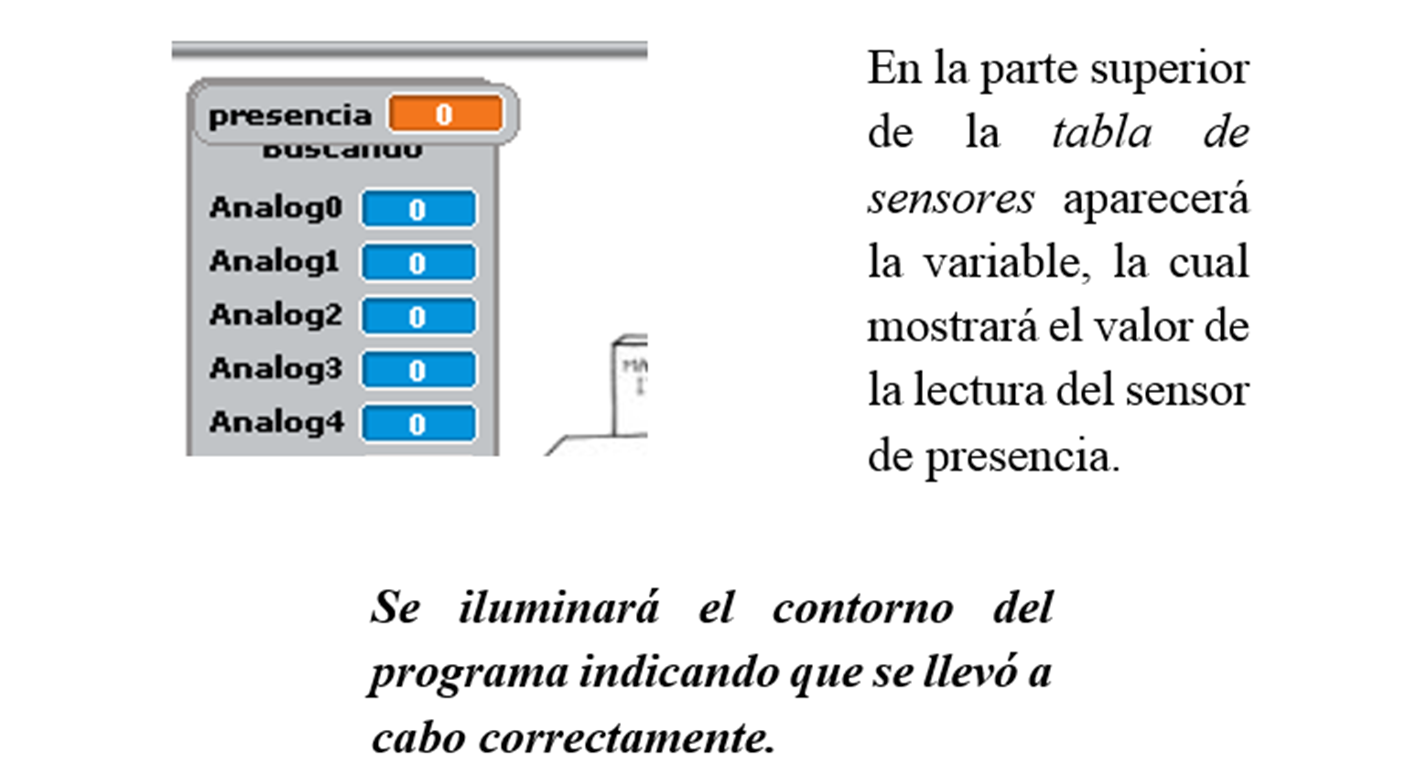 presencia 0
Buscando
Analog0 0
Analog1 0
Analog2 0
Analog3 0
Analog4 0
En la parte superior
de la tabla de
sensores aparecerá
la variable, la cual
mostrará el valor de
la lectura del sensor
de presencia.
Se iluminará el contorno del
programa indicando que se llevó a
cabo correctamente.